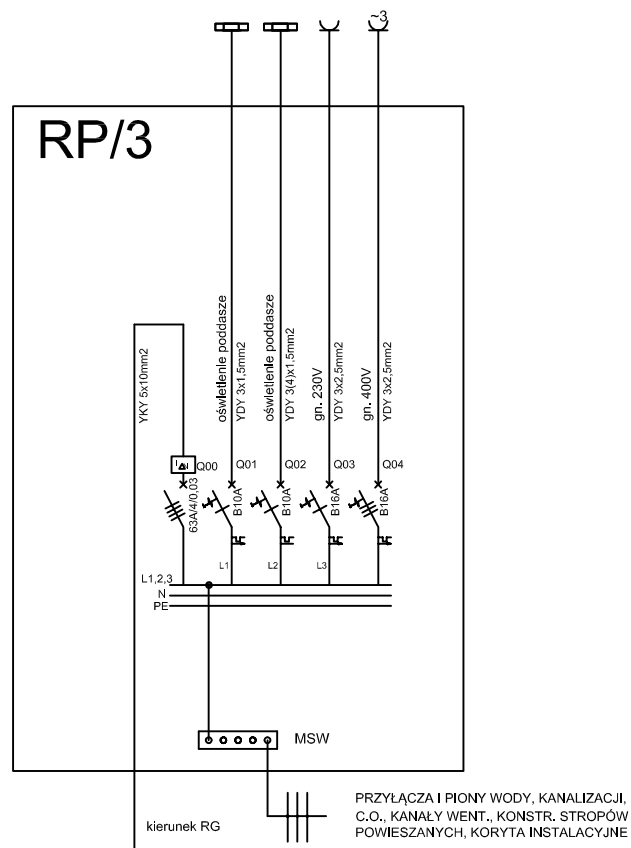 ~3
RP/3
YKY 5x10mm2
oświetlenie poddasze
YDY 3x1,5mm2
oświetlenie poddasze
YDY 3(4)x1,5mm2
gn. 230V
YDY 3x2,5mm2
gn. 400V
YDY 3x2,5mm2
Q00
Q01
Q02
Q03
Q04
63A/4/0,03
B10A
B10A
B16A
B16A
L1
L2
L3
L1,2,3
N
PE
MSW
kierunek RG
PRZYŁĄCZA I PIONY WODY, KANALIZACJI,
C.O., KANAŁY WENT., KONSTR. STROPÓW
POWIESZANYCH, KORYTA INSTALACYJNE